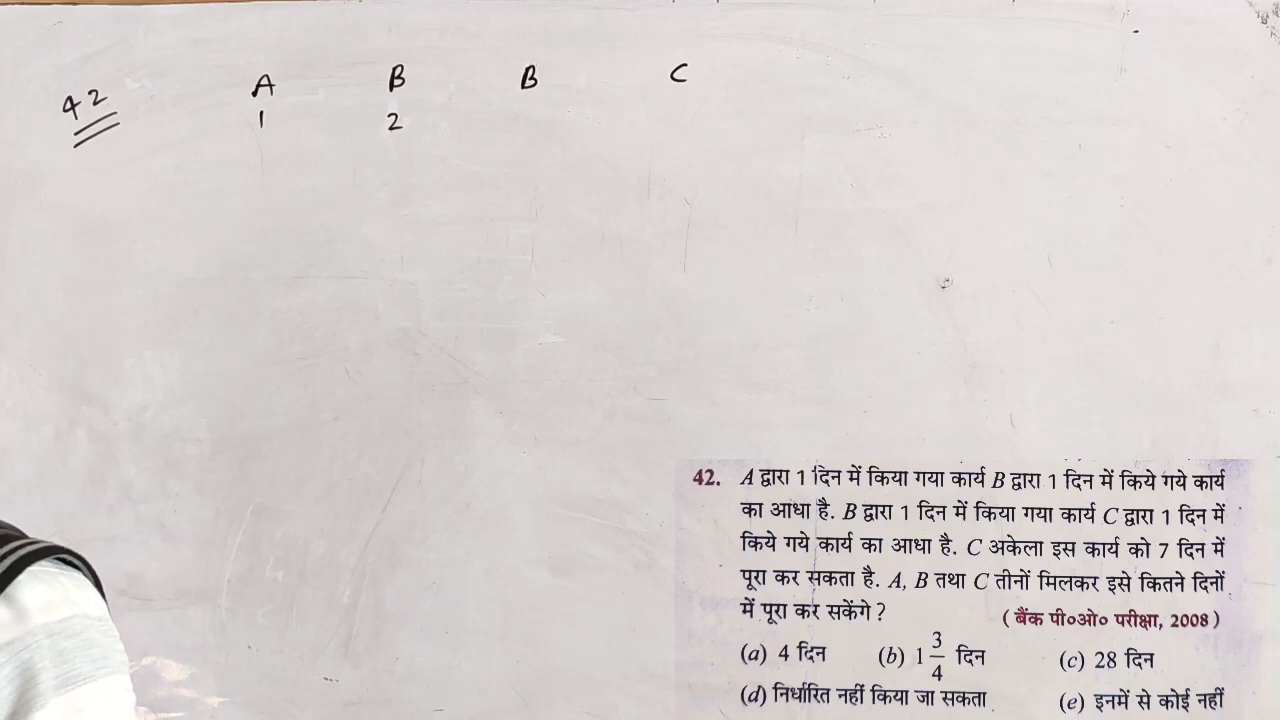 42 A B B C
1 2
42. A द्वारा 1 दिन में किया गया कार्य B द्वारा 1 दिन में किये गये कार्य
का आधा है. B द्वारा 1 दिन में किया गया कार्य C द्वारा 1 दिन में
किये गये कार्य का आधा है. C अकेला इस कार्य को 7 दिन में
पूरा कर सकता है. A, B तथा C तीनों मिलकर इसे कितने दिनों
में पूरा कर सकेंगे ? ( बैंक पी०ओ० परीक्षा, 2008 )
(a) 4 दिन (b) 1 3/4 दिन (c) 28 दिन
(d) निर्धारित नहीं किया जा सकता (e) इनमें से कोई नहीं